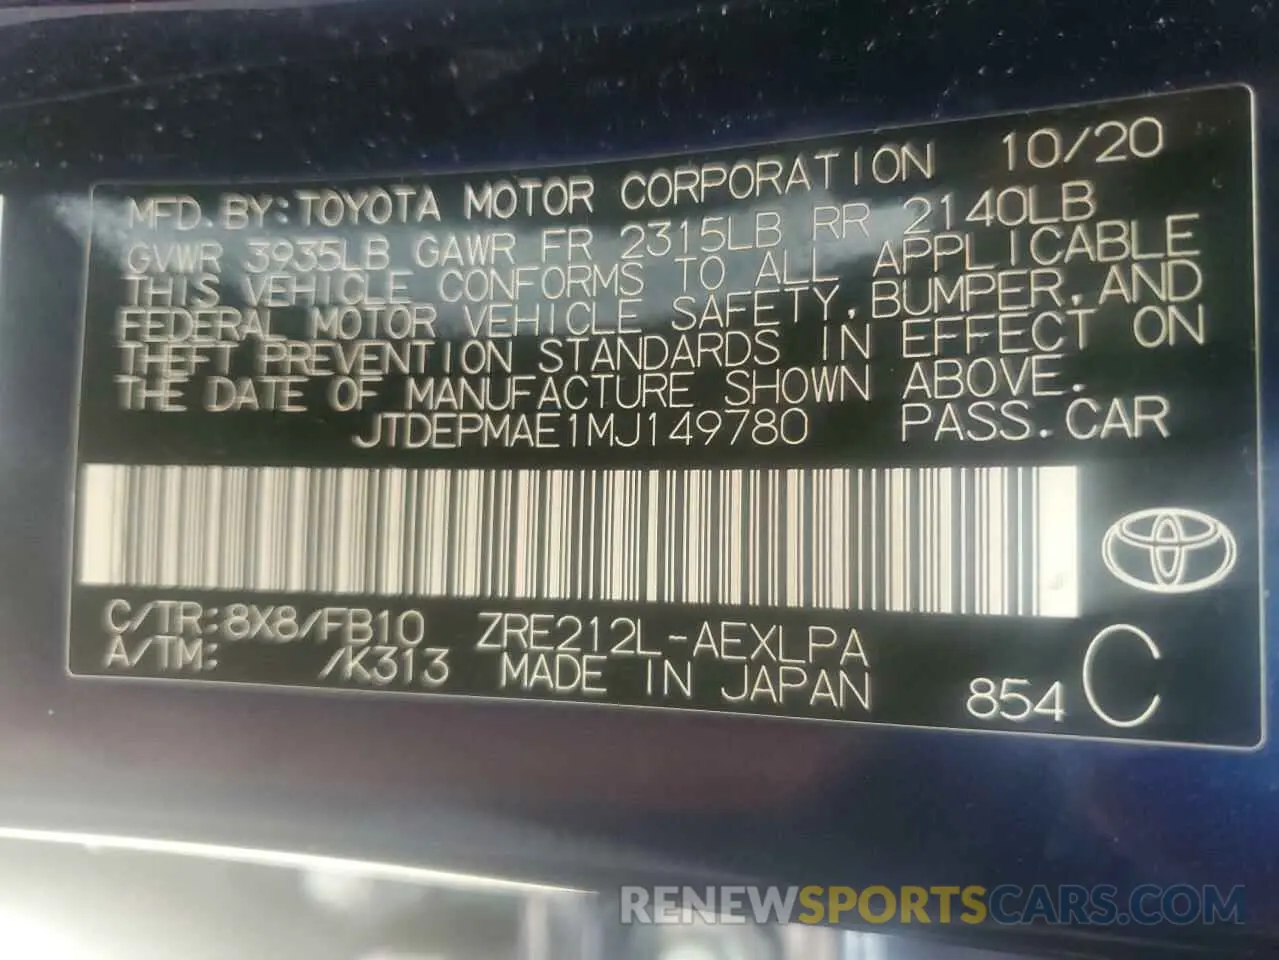 MFD. BY: TOYOTA MOTOR CORPORATION 10/20
GVWR 3935LB GAWR FR 2315LB RR 2140LB
THIS VEHICLE CONFORMS TO ALL APPLICABLE
FEDERAL MOTOR VEHICLE SAFETY, BUMPER, AND
THEFT PREVENTION STANDARDS IN EFFECT ON
THE DATE OF MANUFACTURE SHOWN ABOVE.
JTDEPMAE1MJ149780 PASS. CAR
C/TR: 8X8/FB10 ZRE212L-AEXLPA
A/TM: /K313 MADE IN JAPAN 854 C
RENEWSPORTSCARS.COM